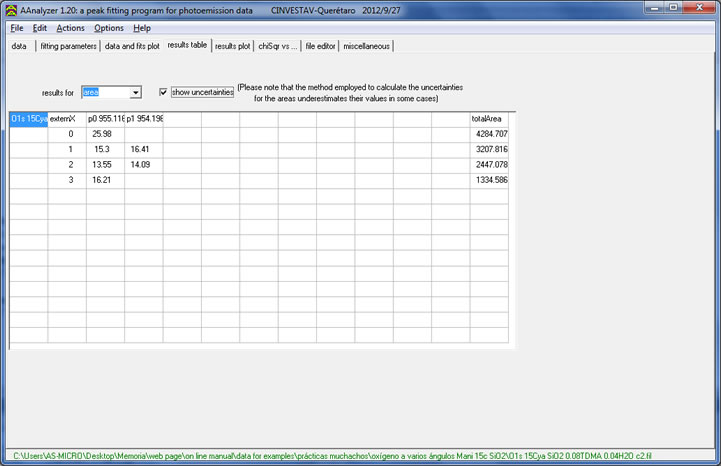 AAnalyzer 1.20: a peak fitting program for photoemission data CINVESTAV-Querétaro 2012/9/27
File Edit Actions Options Help
data fitting parameters data and fits plot results table results plot chiSqr vs ... file editor miscellaneous
results for area show uncertainties (Please note that the method employed to calculate the uncertainties
for the areas underestimates their values in some cases)
O1s 15Cya externX p0 955.116 p1 954.196 totalArea
0 25.98 4284.707
1 15.3 16.41 3207.816
2 13.55 14.09 2447.078
3 16.21 1334.586
C:\Users\AS-MICRO\Desktop\Memoria\web page\on line manual\data for examples\prácticas muchachos\oxígeno a varios ángulos Mani 15c SiO2\O1s 15Cya SiO2 0.08TDMA 0.04H2O c2.fil